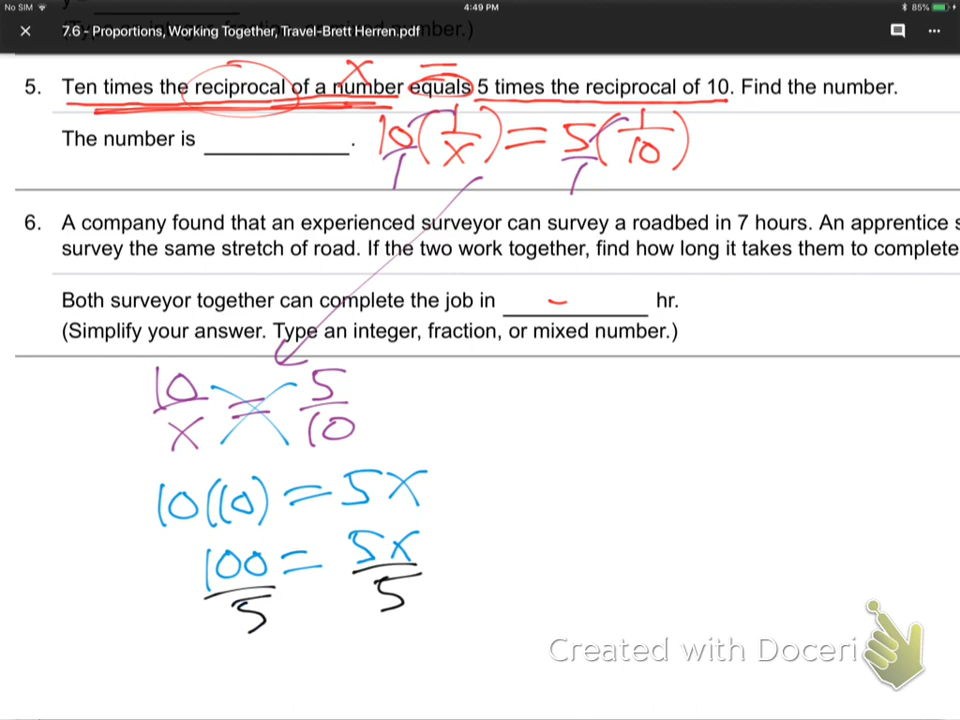 No SIM 4:49 PM 85%
7.6 - Proportions, Working Together, Travel-Brett Herren.pdf mber.)
5. Ten times the reciprocal of a number equals 5 times the reciprocal of 10. Find the number.
x =
The number is ____________.
10/1 (1/x) = 5/1 (1/10)
6. A company found that an experienced surveyor can survey a roadbed in 7 hours. An apprentice s
survey the same stretch of road. If the two work together, find how long it takes them to complete
Both surveyor together can complete the job in ____________ hr.
(Simplify your answer. Type an integer, fraction, or mixed number.)
10/x = 5/10
10(10) = 5x
100/5 = 5x/5
Created with Doceri